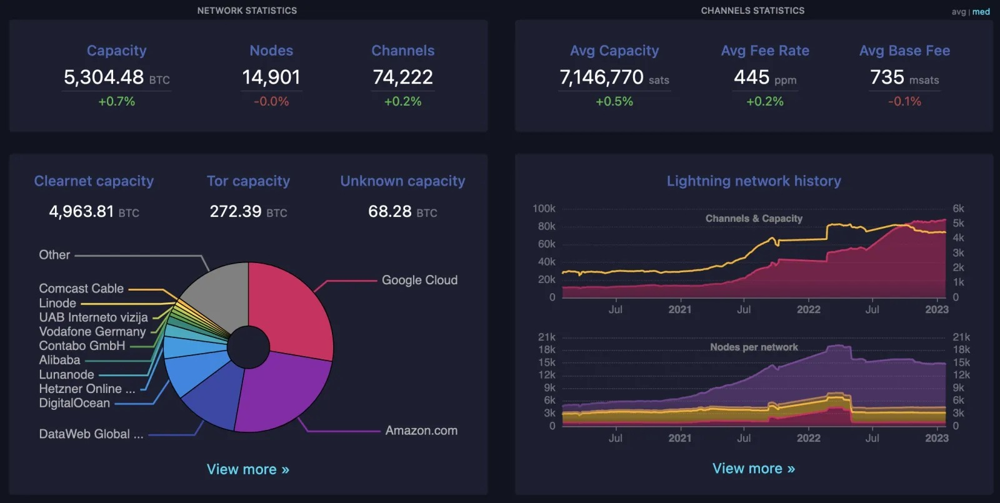 NETWORK STATISTICS
Capacity
5,304.48 BTC
+0.7%
Nodes
14,901
-0.0%
Channels
74,222
+0.2%
CHANNELS STATISTICS
avg | med
Avg Capacity
7,146,770 sats
+0.5%
Avg Fee Rate
445 ppm
+0.2%
Avg Base Fee
735 msats
-0.1%
Clearnet capacity
4,963.81 BTC
Tor capacity
272.39 BTC
Unknown capacity
68.28 BTC
Other
Comcast Cable
Linode
UAB Interneto vizija
Vodafone Germany
Contabo GmbH
Alibaba
Lunanode
Hetzner Online ...
DigitalOcean
DataWeb Global ...
Google Cloud
Amazon.com
View more »
Lightning network history
Channels & Capacity
100k
80k
60k
40k
20k
0
6k
5k
4k
3k
2k
1k
0
Jul 2021 Jul 2022 Jul 2023
Nodes per network
21k
18k
15k
12k
9k
6k
3k
0
21k
18k
15k
12k
9k
6k
3k
0
Jul 2021 Jul 2022 Jul 2023
View more »